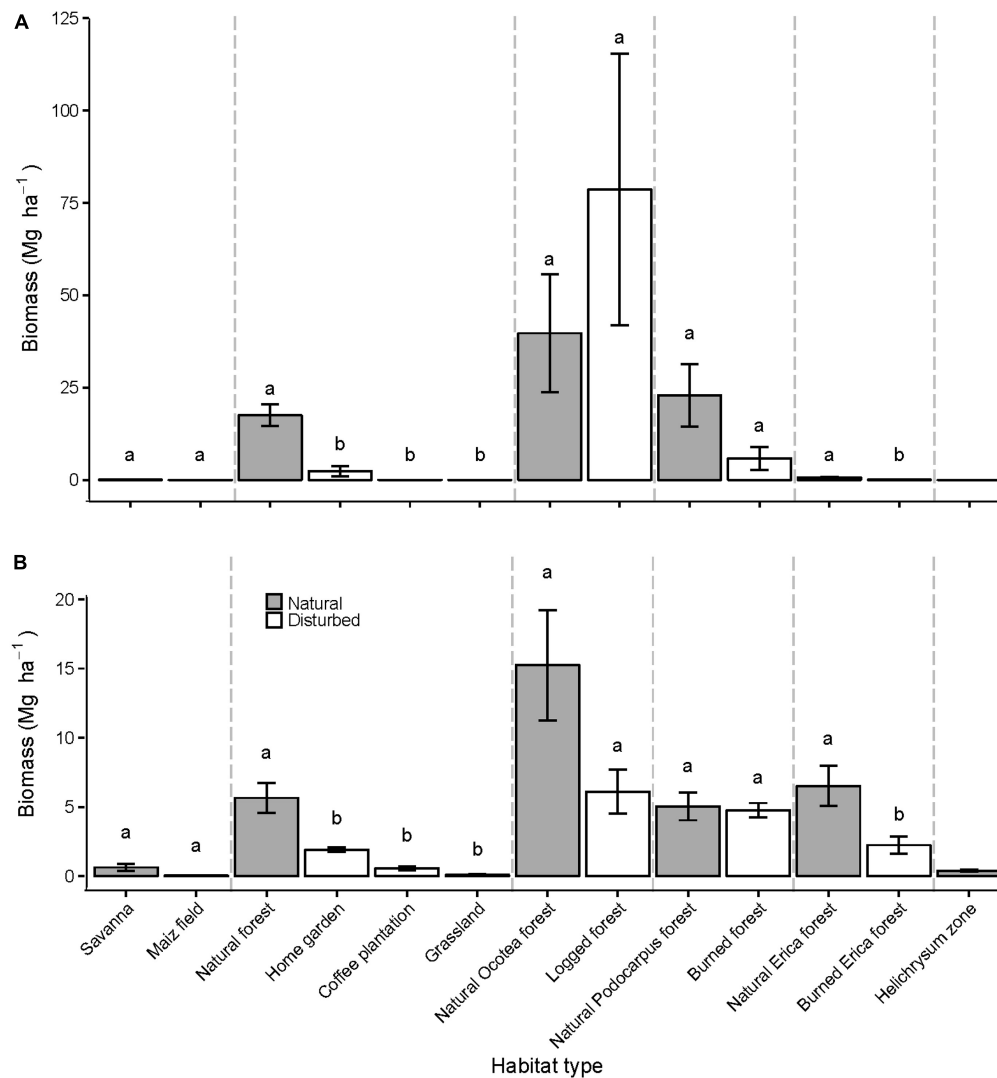 A
Biomass (Mg ha⁻¹)
125
100
75
50
25
0
a a a b b b a a a a a b
B
Biomass (Mg ha⁻¹)
20
15
10
5
0
Natural
Disturbed
a a a b b b a a a a a b
Savanna
Maiz field
Natural forest
Home garden
Coffee plantation
Grassland
Natural Ocotea forest
Logged forest
Natural Podocarpus forest
Burned forest
Natural Erica forest
Burned Erica forest
Helichrysum zone
Habitat type